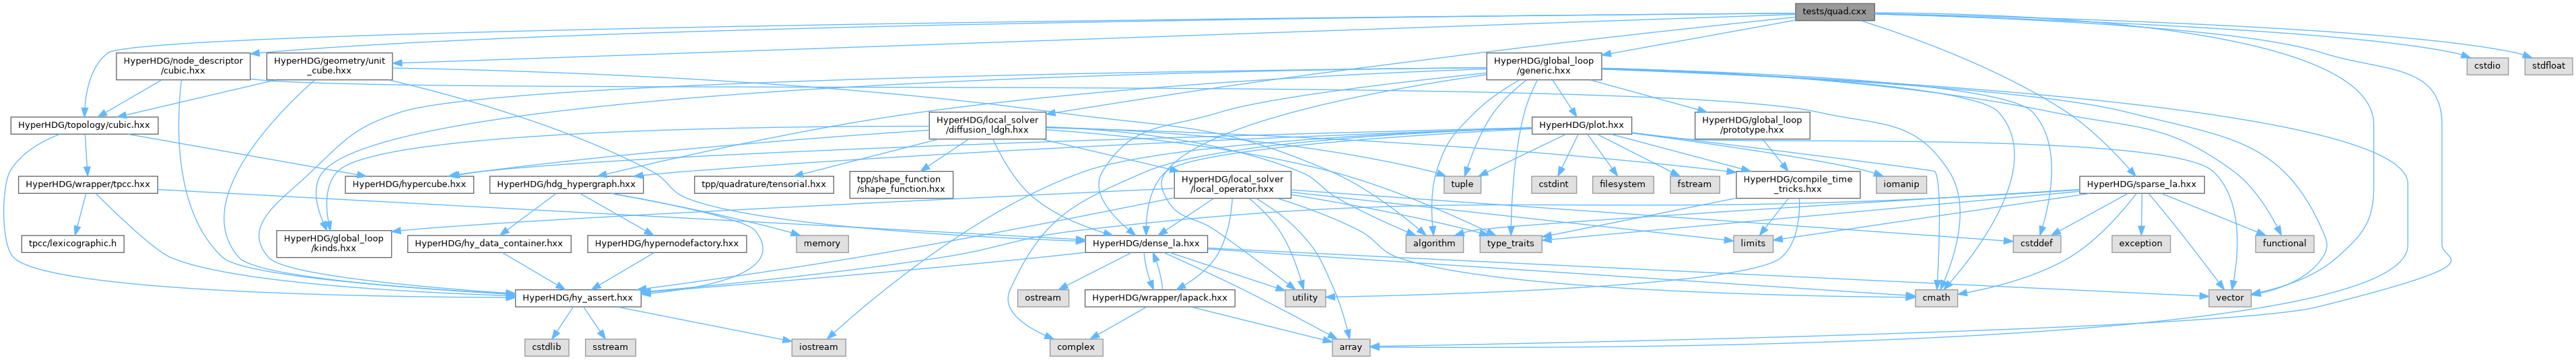 tests/quad.cxx
HyperHDG/node_descriptor
/cubic.hxx
HyperHDG/geometry/unit
_cube.hxx
HyperHDG/global_loop
/generic.hxx
cstdio
stdfloat
HyperHDG/topology/cubic.hxx
HyperHDG/local_solver
/diffusion_ldgh.hxx
HyperHDG/plot.hxx
HyperHDG/global_loop
/prototype.hxx
HyperHDG/wrapper/tpcc.hxx
HyperHDG/hypercube.hxx
HyperHDG/hdg_hypergraph.hxx
tpp/quadrature/tensorial.hxx
tpp/shape_function
/shape_function.hxx
HyperHDG/local_solver
/local_operator.hxx
tuple
cstdint
filesystem
fstream
HyperHDG/compile_time
_tricks.hxx
iomanip
HyperHDG/sparse_la.hxx
tpcc/lexicographic.h
HyperHDG/global_loop
/kinds.hxx
HyperHDG/hy_data_container.hxx
HyperHDG/hypernodefactory.hxx
memory
HyperHDG/dense_la.hxx
algorithm
type_traits
limits
cstddef
exception
functional
HyperHDG/hy_assert.hxx
ostream
HyperHDG/wrapper/lapack.hxx
utility
cmath
vector
cstdlib
sstream
iostream
complex
array